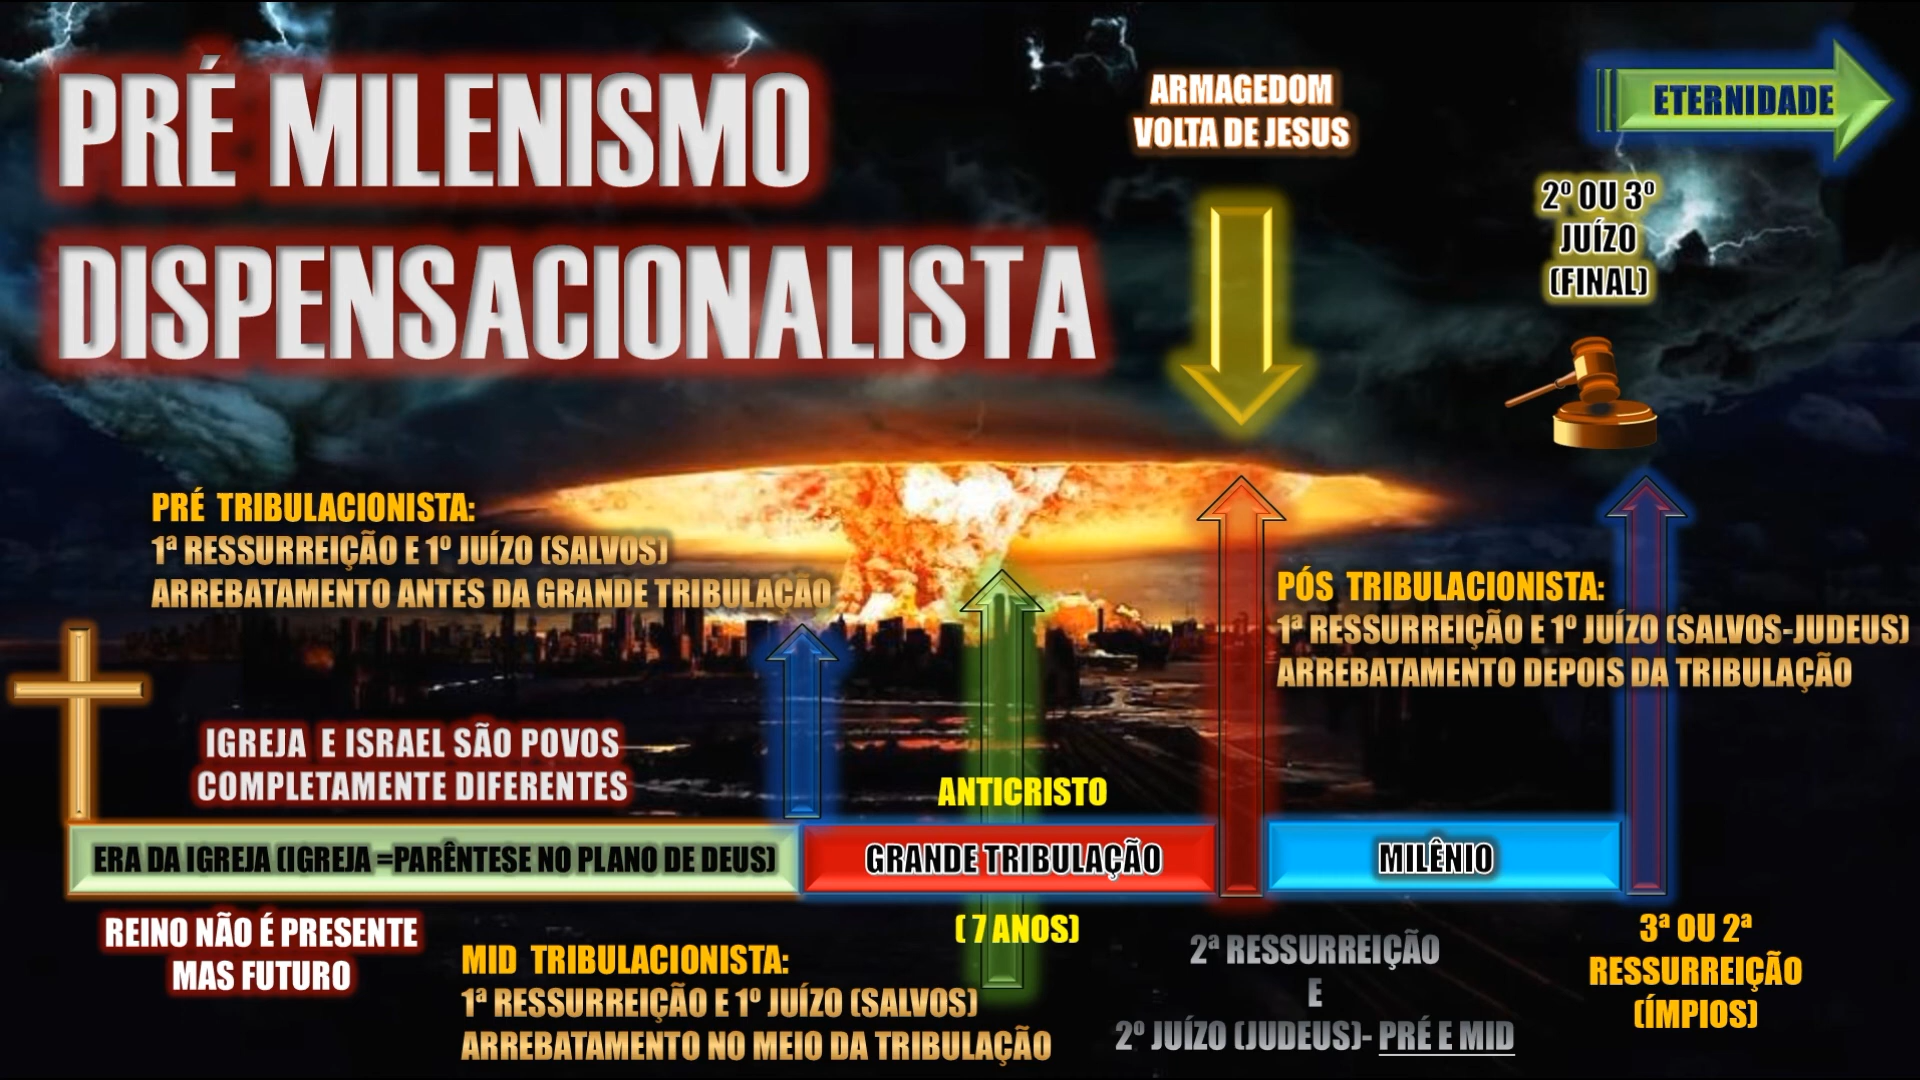 PRÉ MILENISMO
DISPENSACIONALISTA
ARMAGEDOM
VOLTA DE JESUS
ETERNIDADE
2º OU 3º
JUÍZO
(FINAL)
PRÉ TRIBULACIONISTA:
1ª RESSURREIÇÃO E 1º JUÍZO (SALVOS)
ARREBATAMENTO ANTES DA GRANDE TRIBULAÇÃO
PÓS TRIBULACIONISTA:
1ª RESSURREIÇÃO E 1º JUÍZO (SALVOS-JUDEUS)
ARREBATAMENTO DEPOIS DA TRIBULAÇÃO
IGREJA E ISRAEL SÃO POVOS
COMPLETAMENTE DIFERENTES
ANTICRISTO
ERA DA IGREJA (IGREJA =PARÊNTESE NO PLANO DE DEUS)
GRANDE TRIBULAÇÃO
MILÊNIO
REINO NÃO É PRESENTE
MAS FUTURO
( 7 ANOS)
MID TRIBULACIONISTA:
1ª RESSURREIÇÃO E 1º JUÍZO (SALVOS)
ARREBATAMENTO NO MEIO DA TRIBULAÇÃO
2ª RESSURREIÇÃO
E
2º JUÍZO (JUDEUS)- PRÉ E MID
3ª OU 2ª
RESSURREIÇÃO
(ÍMPIOS)